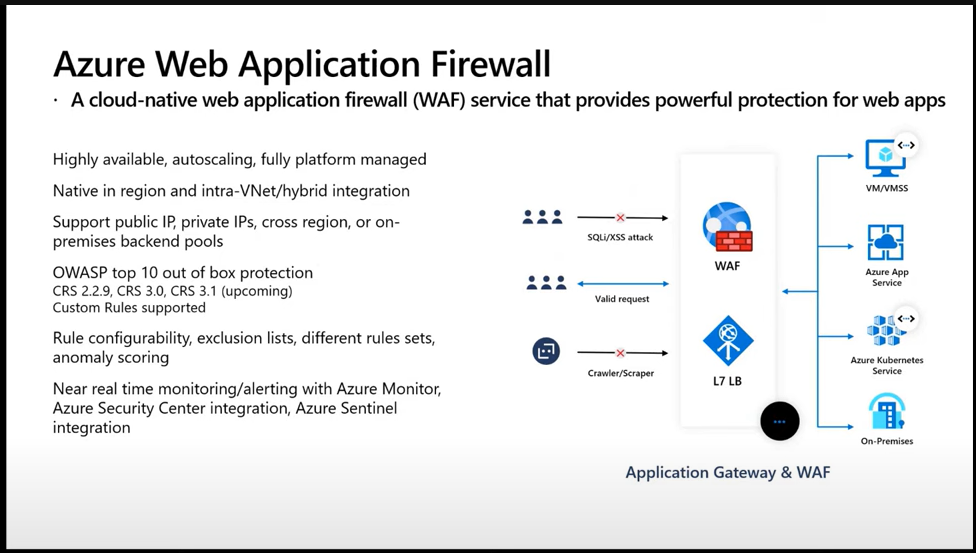 Azure Web Application Firewall
· A cloud-native web application firewall (WAF) service that provides powerful protection for web apps
Highly available, autoscaling, fully platform managed
Native in region and intra-VNet/hybrid integration
Support public IP, private IPs, cross region, or on-
premises backend pools
OWASP top 10 out of box protection
CRS 2.2.9, CRS 3.0, CRS 3.1 (upcoming)
Custom Rules supported
Rule configurability, exclusion lists, different rules sets,
anomaly scoring
Near real time monitoring/alerting with Azure Monitor,
Azure Security Center integration, Azure Sentinel
integration
SQLi/XSS attack
Valid request
Crawler/Scraper
WAF
L7 LB
VM/VMSS
Azure App
Service
Azure Kubernetes
Service
On-Premises
Application Gateway & WAF